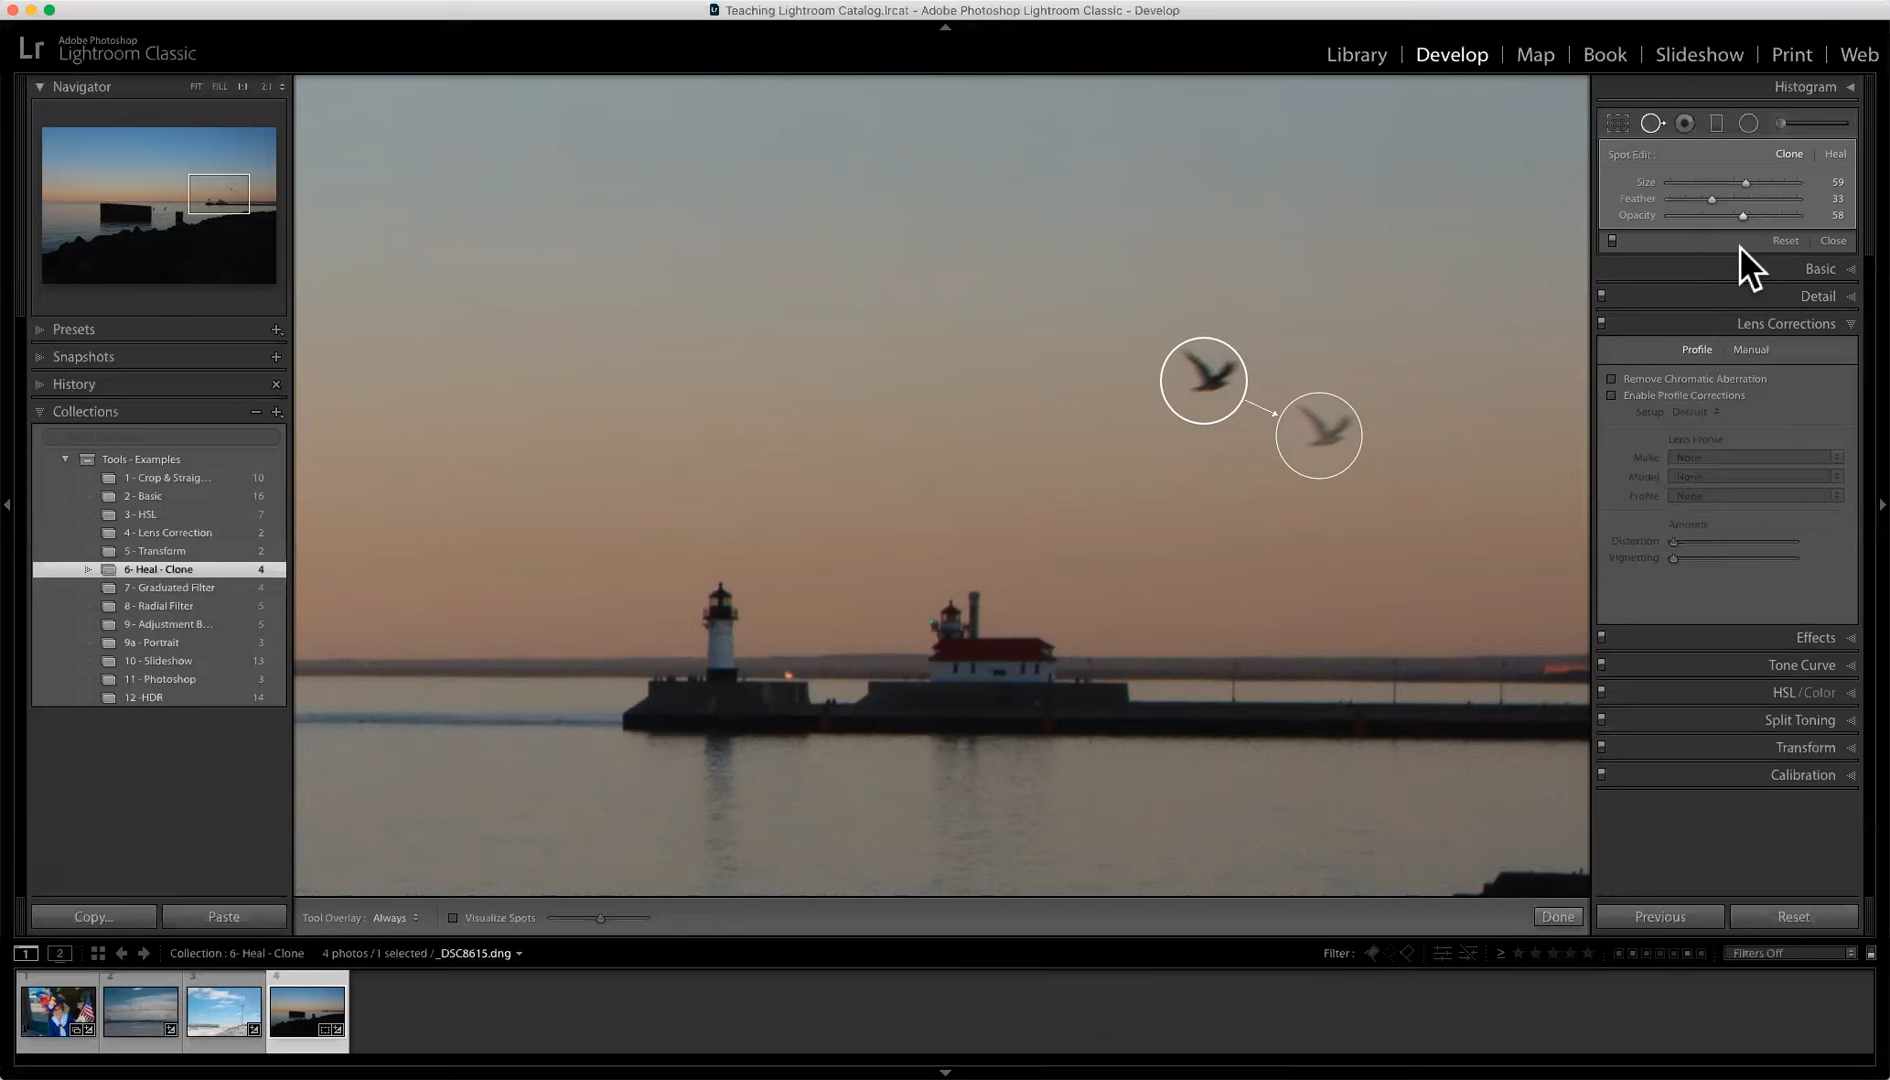 Teaching Lightroom Catalog.lrcat - Adobe Photoshop Lightroom Classic - Develop
Lr
Adobe Photoshop
Lightroom Classic
Library | Develop | Map | Book | Slideshow | Print | Web
Navigator FIT FILL 1:1 2:1
Presets
Snapshots
History
Collections
Tools - Examples
1 - Crop & Straig... 10
2 - Basic 16
3 - HSL 7
4 - Lens Correction 2
5 - Transform 2
6- Heal - Clone 4
7 - Graduated Filter 4
8 - Radial Filter 5
9 - Adjustment B... 5
9a - Portrait 3
10 - Slideshow 13
11 - Photoshop 3
12 -HDR 14
Copy... Paste
Tool Overlay : Always Visualize Spots Done
Histogram
Spot Edit : Clone | Heal
Size 59
Feather 33
Opacity 58
Reset | Close
Basic
Detail
Lens Corrections
Profile Manual
Remove Chromatic Aberration
Enable Profile Corrections
Setup Default
Lens Profile
Make None
Model None
Profile None
Amount
Distortion
Vignetting
Effects
Tone Curve
HSL / Color
Split Toning
Transform
Calibration
Previous Reset
1 2 Collection : 6- Heal - Clone 4 photos / 1 selected / _DSC8615.dng Filter : ≥ Filters Off
1 2 3 4